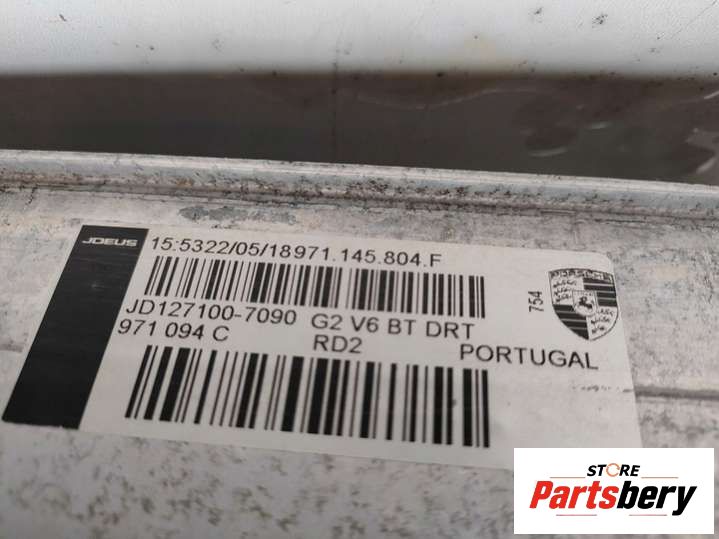 JDEUS
15:5322/05/18971.145.804.F
JD127100-7090 G2 V6 BT DRT
971 094 C RD2 PORTUGAL
754
PORSCHE
STORE
Partsbery